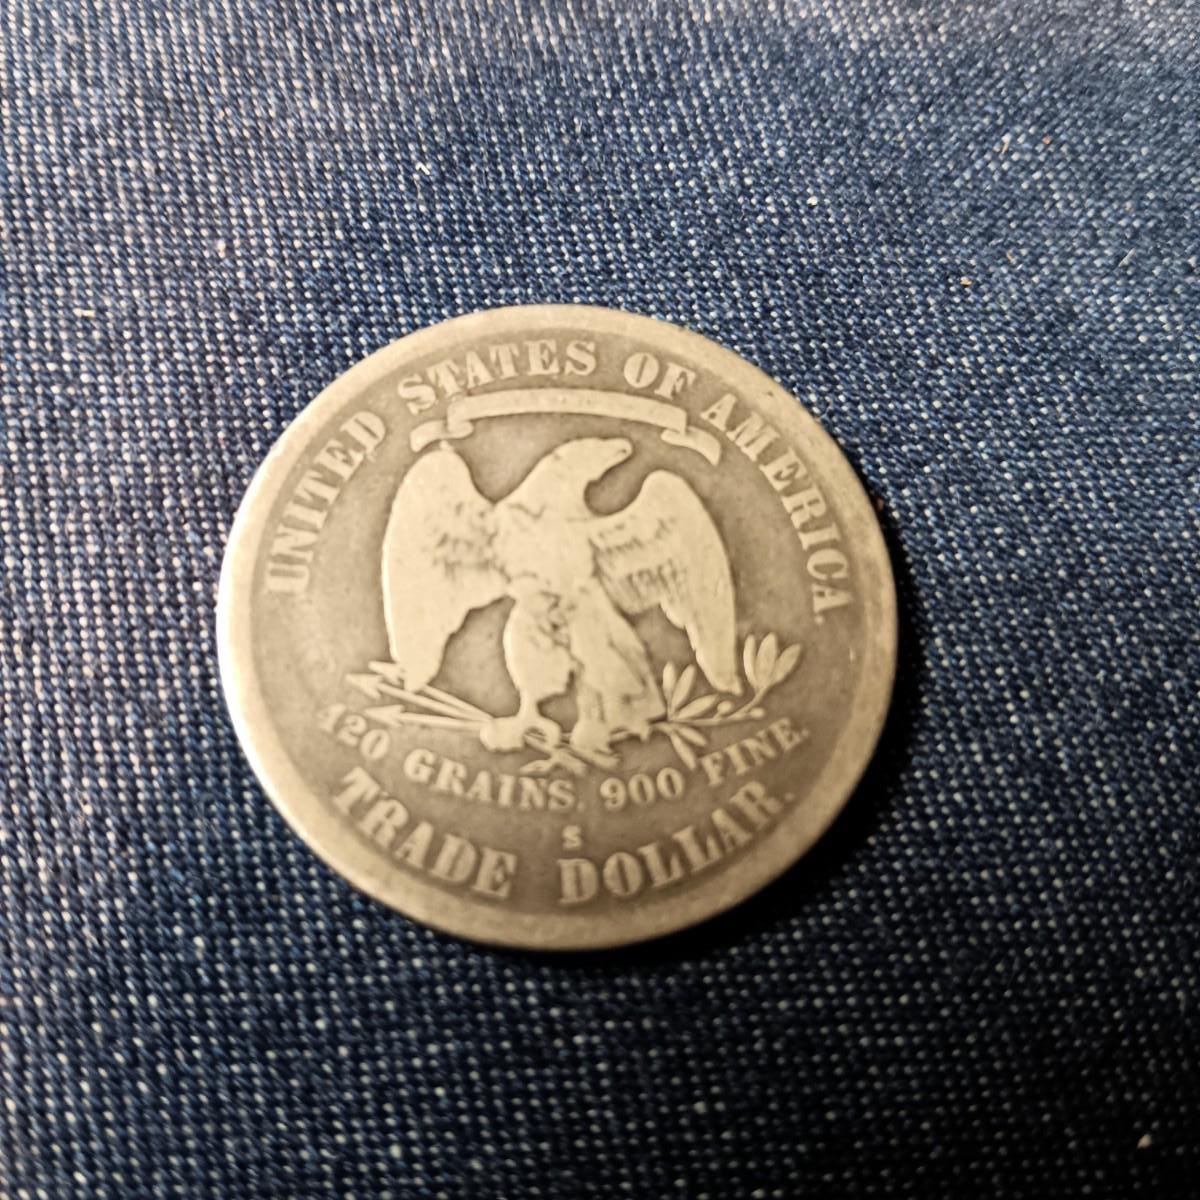 UNITED STATES OF AMERICA.
420 GRAINS, 900 FINE.
S
TRADE DOLLAR.